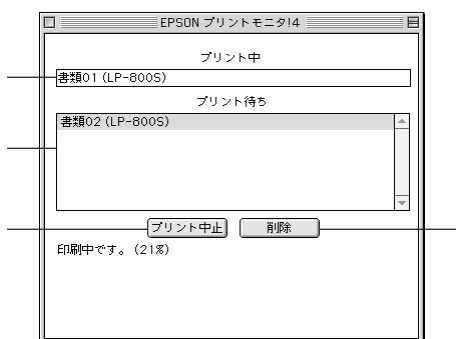 EPSON プリントモニタ!4
プリント中
書類01 (LP-800S)
プリント待ち
書類02 (LP-800S)
プリント中止 削除
印刷中です。(21%)